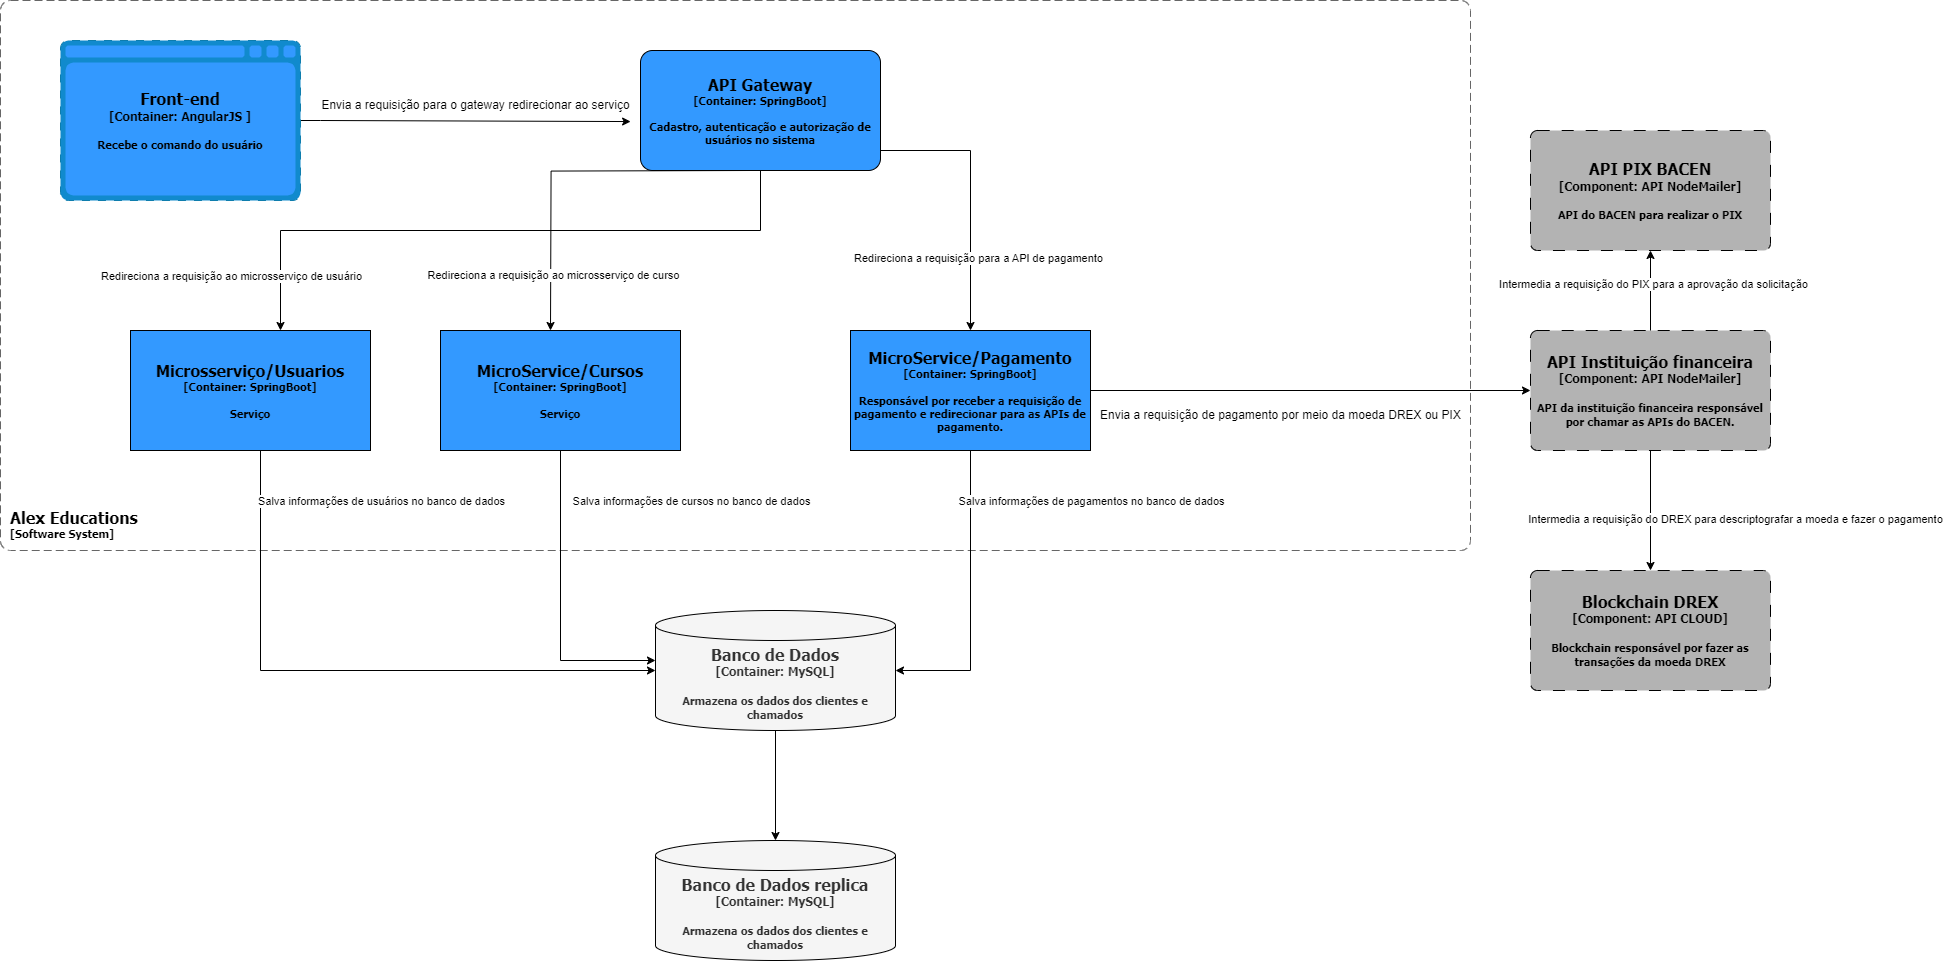 Front-end
[Container: AngularJS ]
Recebe o comando do usuário
Envia a requisição para o gateway redirecionar ao serviço
API Gateway
[Container: SpringBoot]
Cadastro, autenticação e autorização de
usuários no sistema
API PIX BACEN
[Component: API NodeMailer]
API do BACEN para realizar o PIX
Redireciona a requisição ao microsserviço de usuário
Redireciona a requisição ao microsserviço de curso
Redireciona a requisição para a API de pagamento
Intermedia a requisição do PIX para a aprovação da solicitação
Microsserviço/Usuarios
[Container: SpringBoot]
Serviço
MicroService/Cursos
[Container: SpringBoot]
Serviço
MicroService/Pagamento
[Container: SpringBoot]
Responsável por receber a requisição de
pagamento e redirecionar para as APIs de
pagamento.
Envia a requisição de pagamento por meio da moeda DREX ou PIX
API Instituição financeira
[Component: API NodeMailer]
API da instituição financeira responsável
por chamar as APIs do BACEN.
Salva informações de usuários no banco de dados
Salva informações de cursos no banco de dados
Salva informações de pagamentos no banco de dados
Alex Educations
[Software System]
Intermedia a requisição do DREX para descriptografar a moeda e fazer o pagamento
Blockchain DREX
[Component: API CLOUD]
Blockchain responsável por fazer as
transações da moeda DREX
Banco de Dados
[Container: MySQL]
Armazena os dados dos clientes e
chamados
Banco de Dados replica
[Container: MySQL]
Armazena os dados dos clientes e
chamados